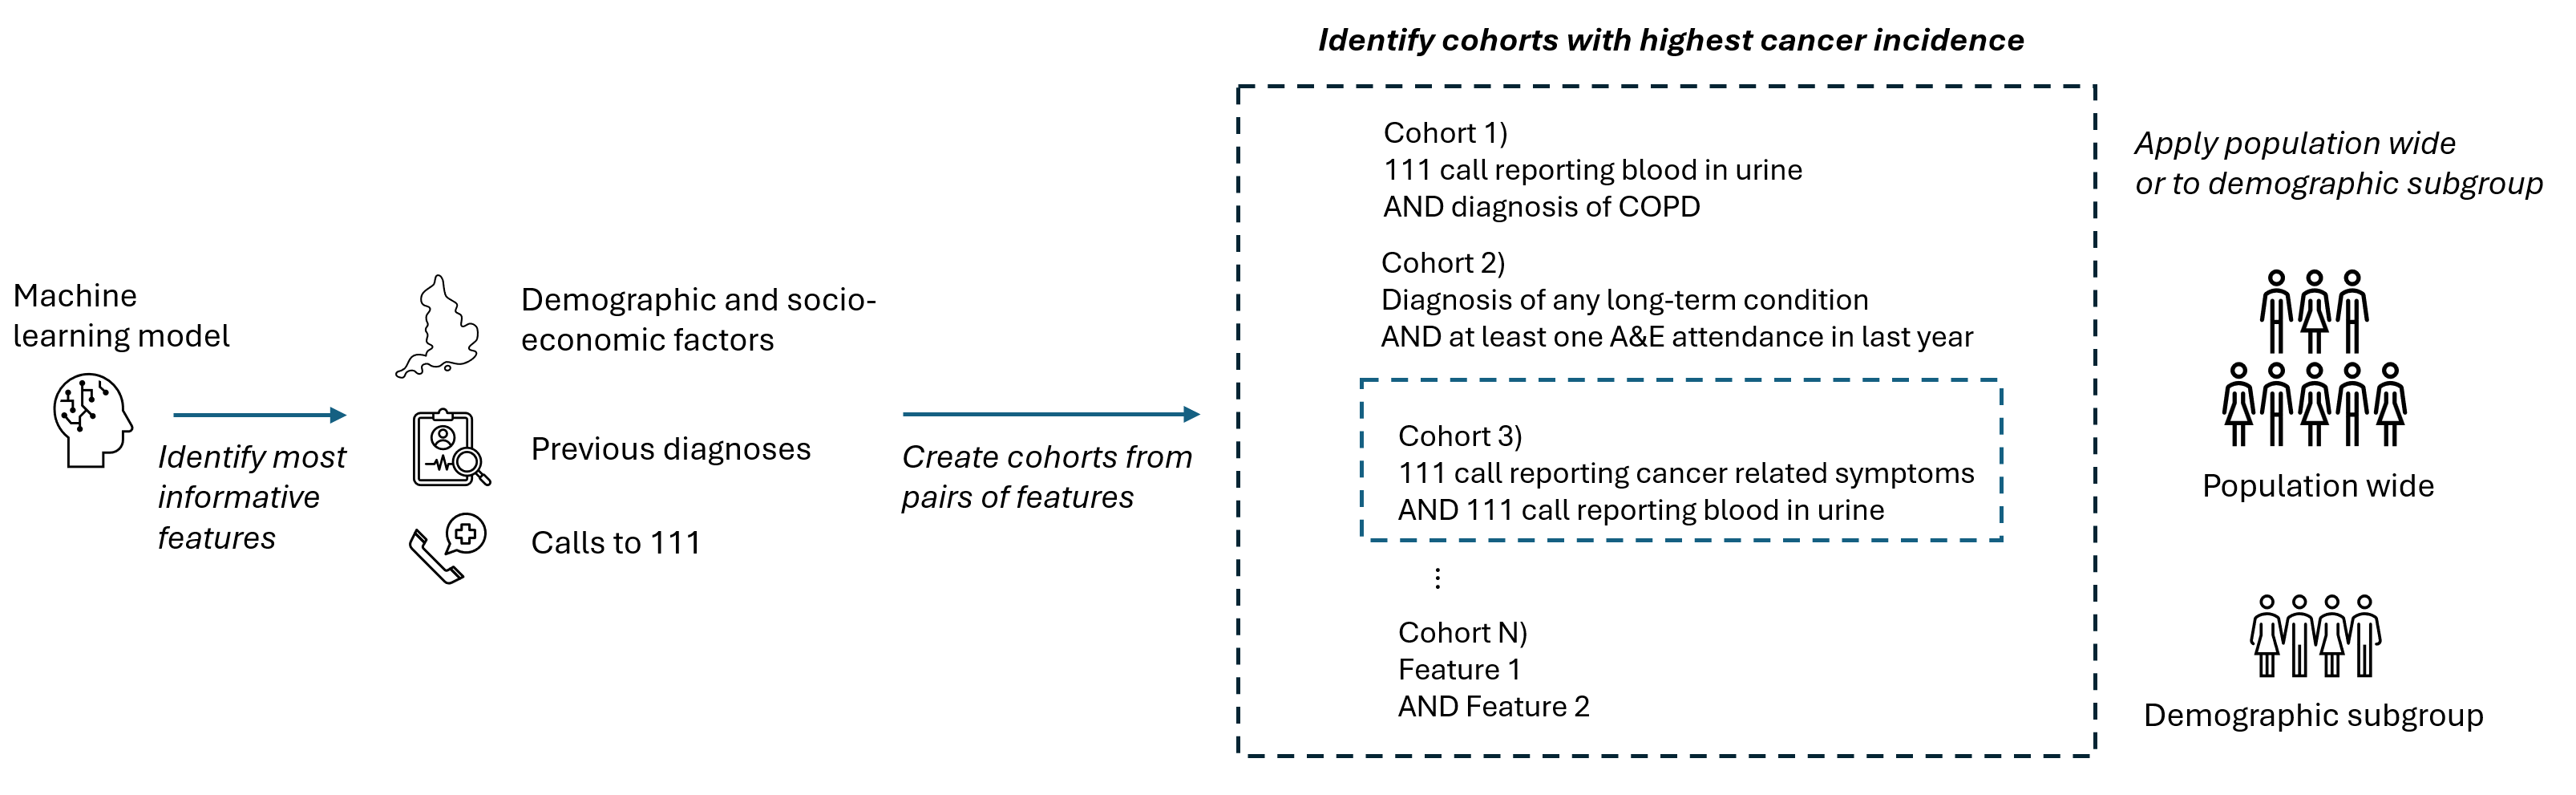 Identify cohorts with highest cancer incidence
Machine
learning model
Identify most
informative
features
Demographic and socio-
economic factors
Previous diagnoses
Calls to 111
Create cohorts from
pairs of features
Cohort 1)
111 call reporting blood in urine
AND diagnosis of COPD
Cohort 2)
Diagnosis of any long-term condition
AND at least one A&E attendance in last year
Cohort 3)
111 call reporting cancer related symptoms
AND 111 call reporting blood in urine
⋮
Cohort N)
Feature 1
AND Feature 2
Apply population wide
or to demographic subgroup
Population wide
Demographic subgroup